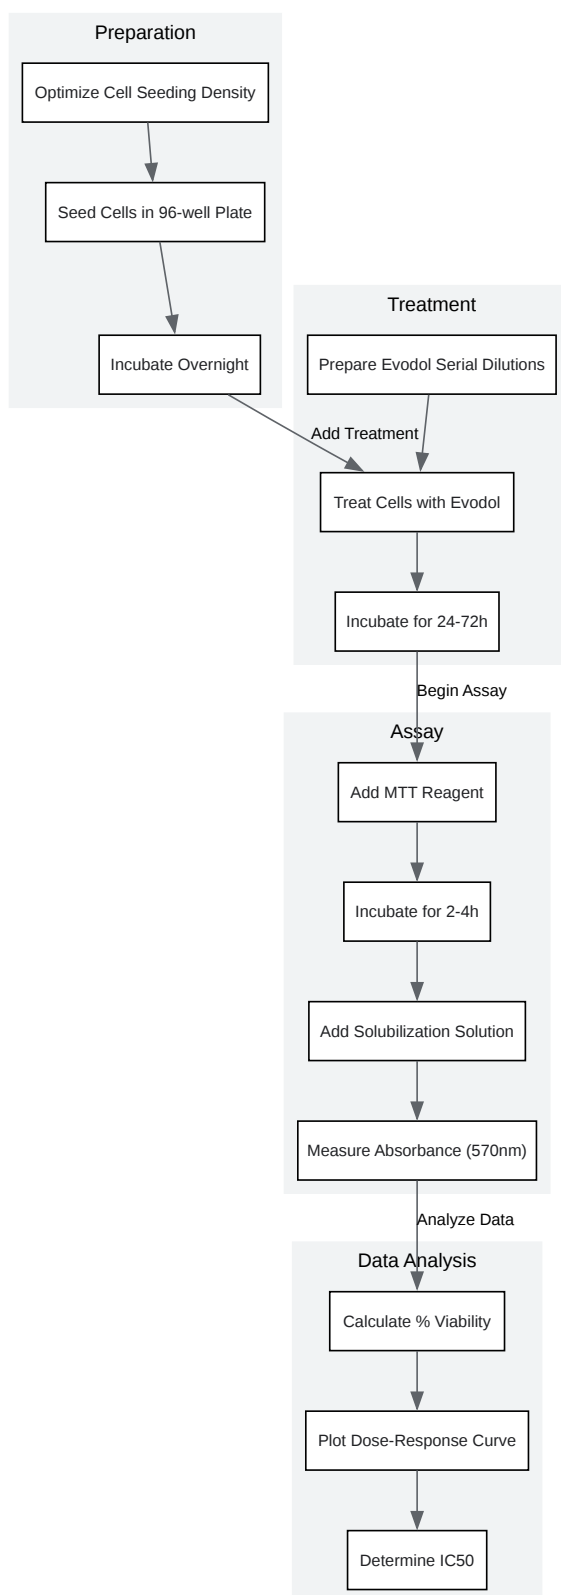 Preparation
Optimize Cell Seeding Density
Seed Cells in 96-well Plate
Incubate Overnight
Treatment
Prepare Evodol Serial Dilutions
Add Treatment
Treat Cells with Evodol
Incubate for 24-72h
Begin Assay
Assay
Add MTT Reagent
Incubate for 2-4h
Add Solubilization Solution
Measure Absorbance (570nm)
Analyze Data
Data Analysis
Calculate % Viability
Plot Dose-Response Curve
Determine IC50